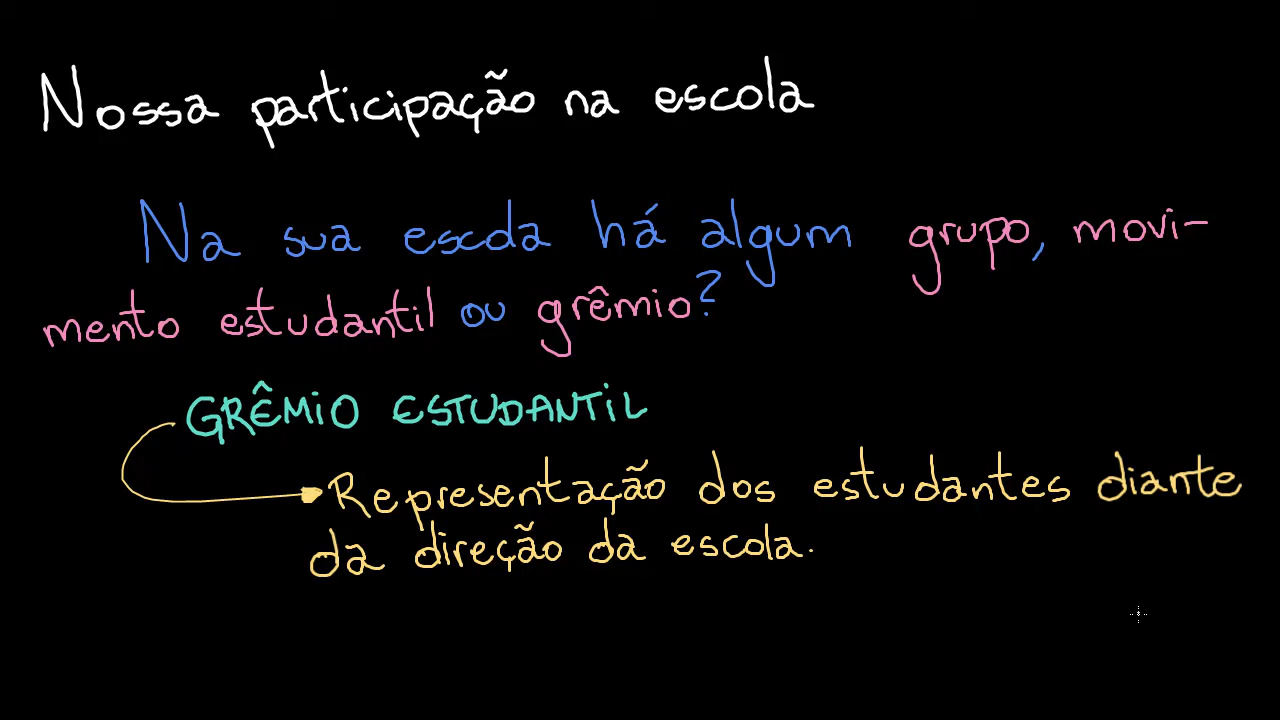 Nossa participação na escola
Na sua escola há algum grupo, movi-
mento estudantil ou grêmio?
GRÊMIO ESTUDANTIL
Representação dos estudantes diante
da direção da escola.